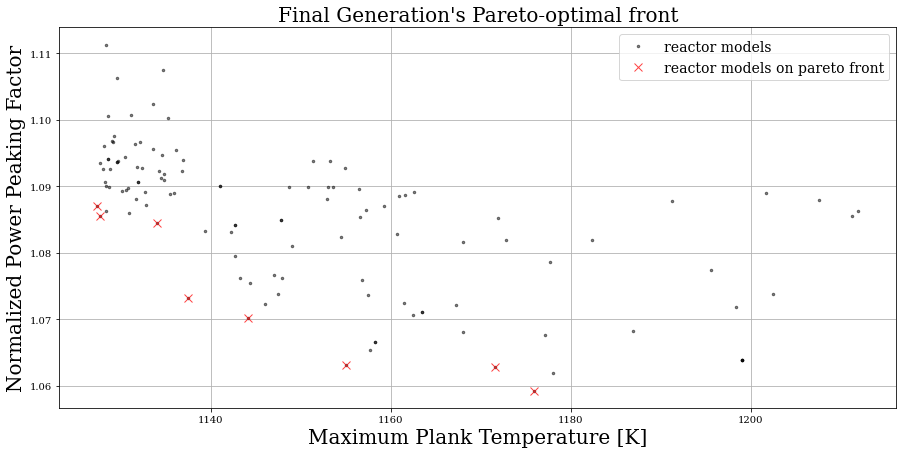 Final Generation's Pareto-optimal front
reactor models
reactor models on pareto front
Normalized Power Peaking Factor
1.11
1.10
1.09
1.08
1.07
1.06
1140
1160
1180
1200
Maximum Plank Temperature [K]